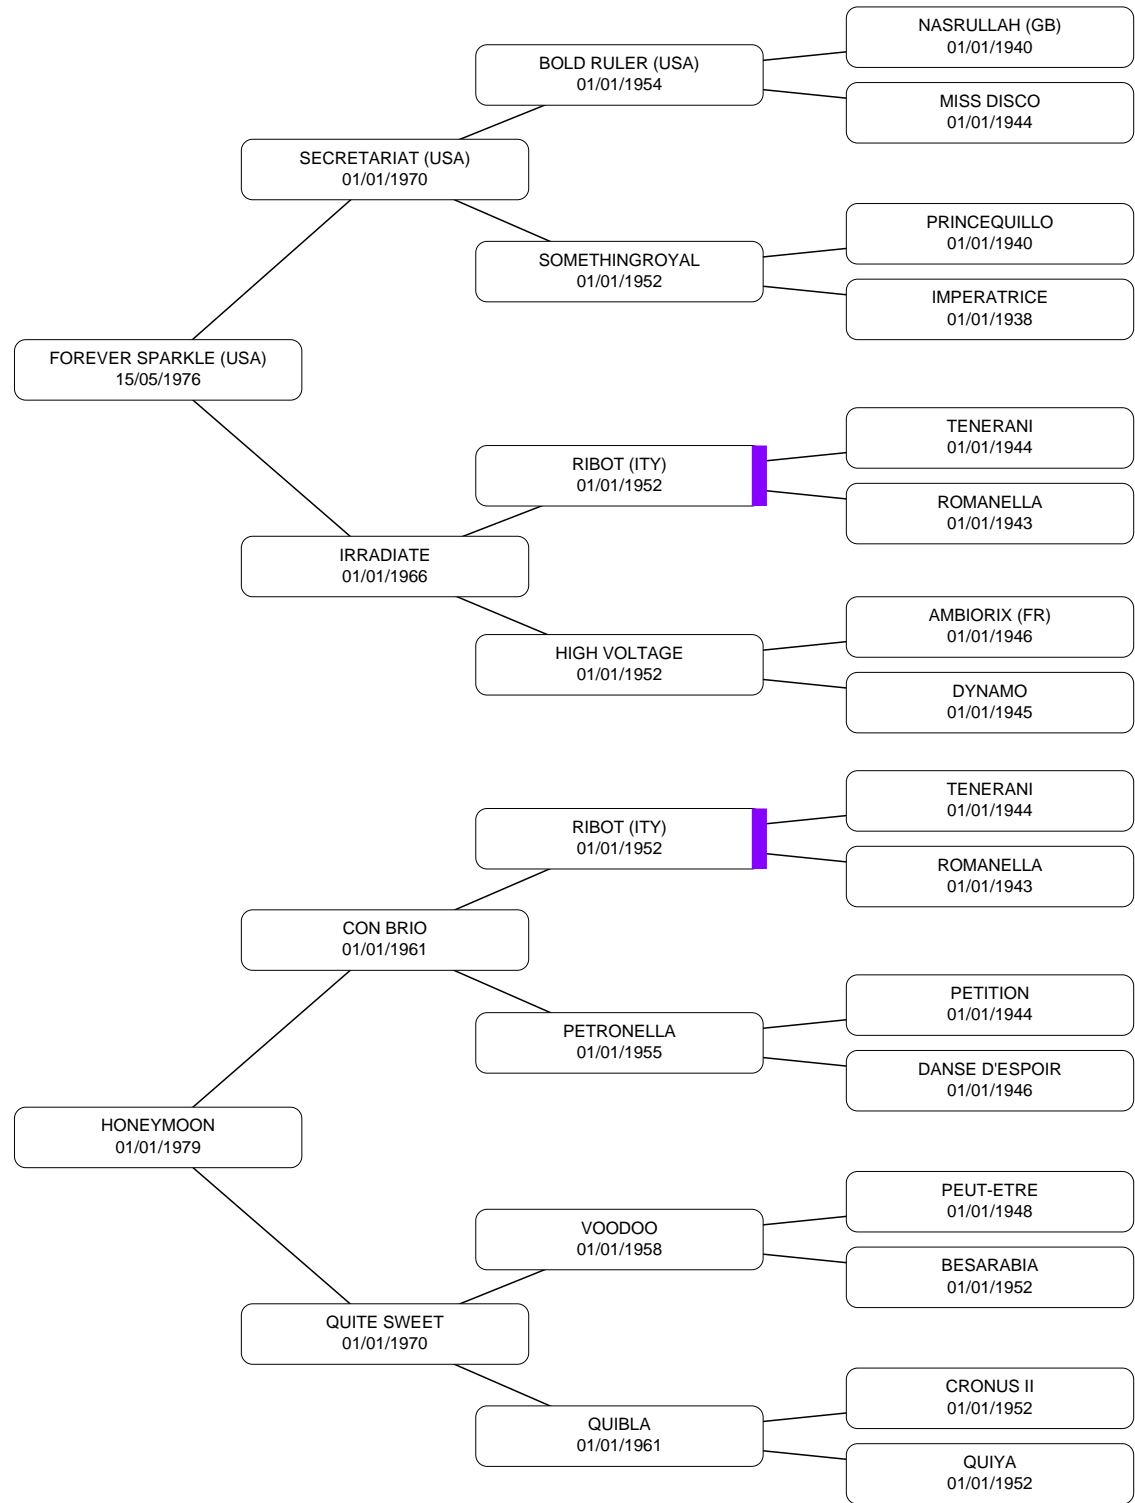 NASRULLAH (GB)
01/01/1940
BOLD RULER (USA)
01/01/1954
MISS DISCO
01/01/1944
SECRETARIAT (USA)
01/01/1970
PRINCEQUILLO
01/01/1940
SOMETHINGROYAL
01/01/1952
IMPERATRICE
01/01/1938
FOREVER SPARKLE (USA)
15/05/1976
TENERANI
01/01/1944
RIBOT (ITY)
01/01/1952
ROMANELLA
01/01/1943
IRRADIATE
01/01/1966
AMBIORIX (FR)
01/01/1946
HIGH VOLTAGE
01/01/1952
DYNAMO
01/01/1945
TENERANI
01/01/1944
RIBOT (ITY)
01/01/1952
ROMANELLA
01/01/1943
CON BRIO
01/01/1961
PETITION
01/01/1944
PETRONELLA
01/01/1955
DANSE D'ESPOIR
01/01/1946
HONEYMOON
01/01/1979
PEUT-ETRE
01/01/1948
VOODOO
01/01/1958
BESARABIA
01/01/1952
QUITE SWEET
01/01/1970
CRONUS II
01/01/1952
QUIBLA
01/01/1961
QUIYA
01/01/1952